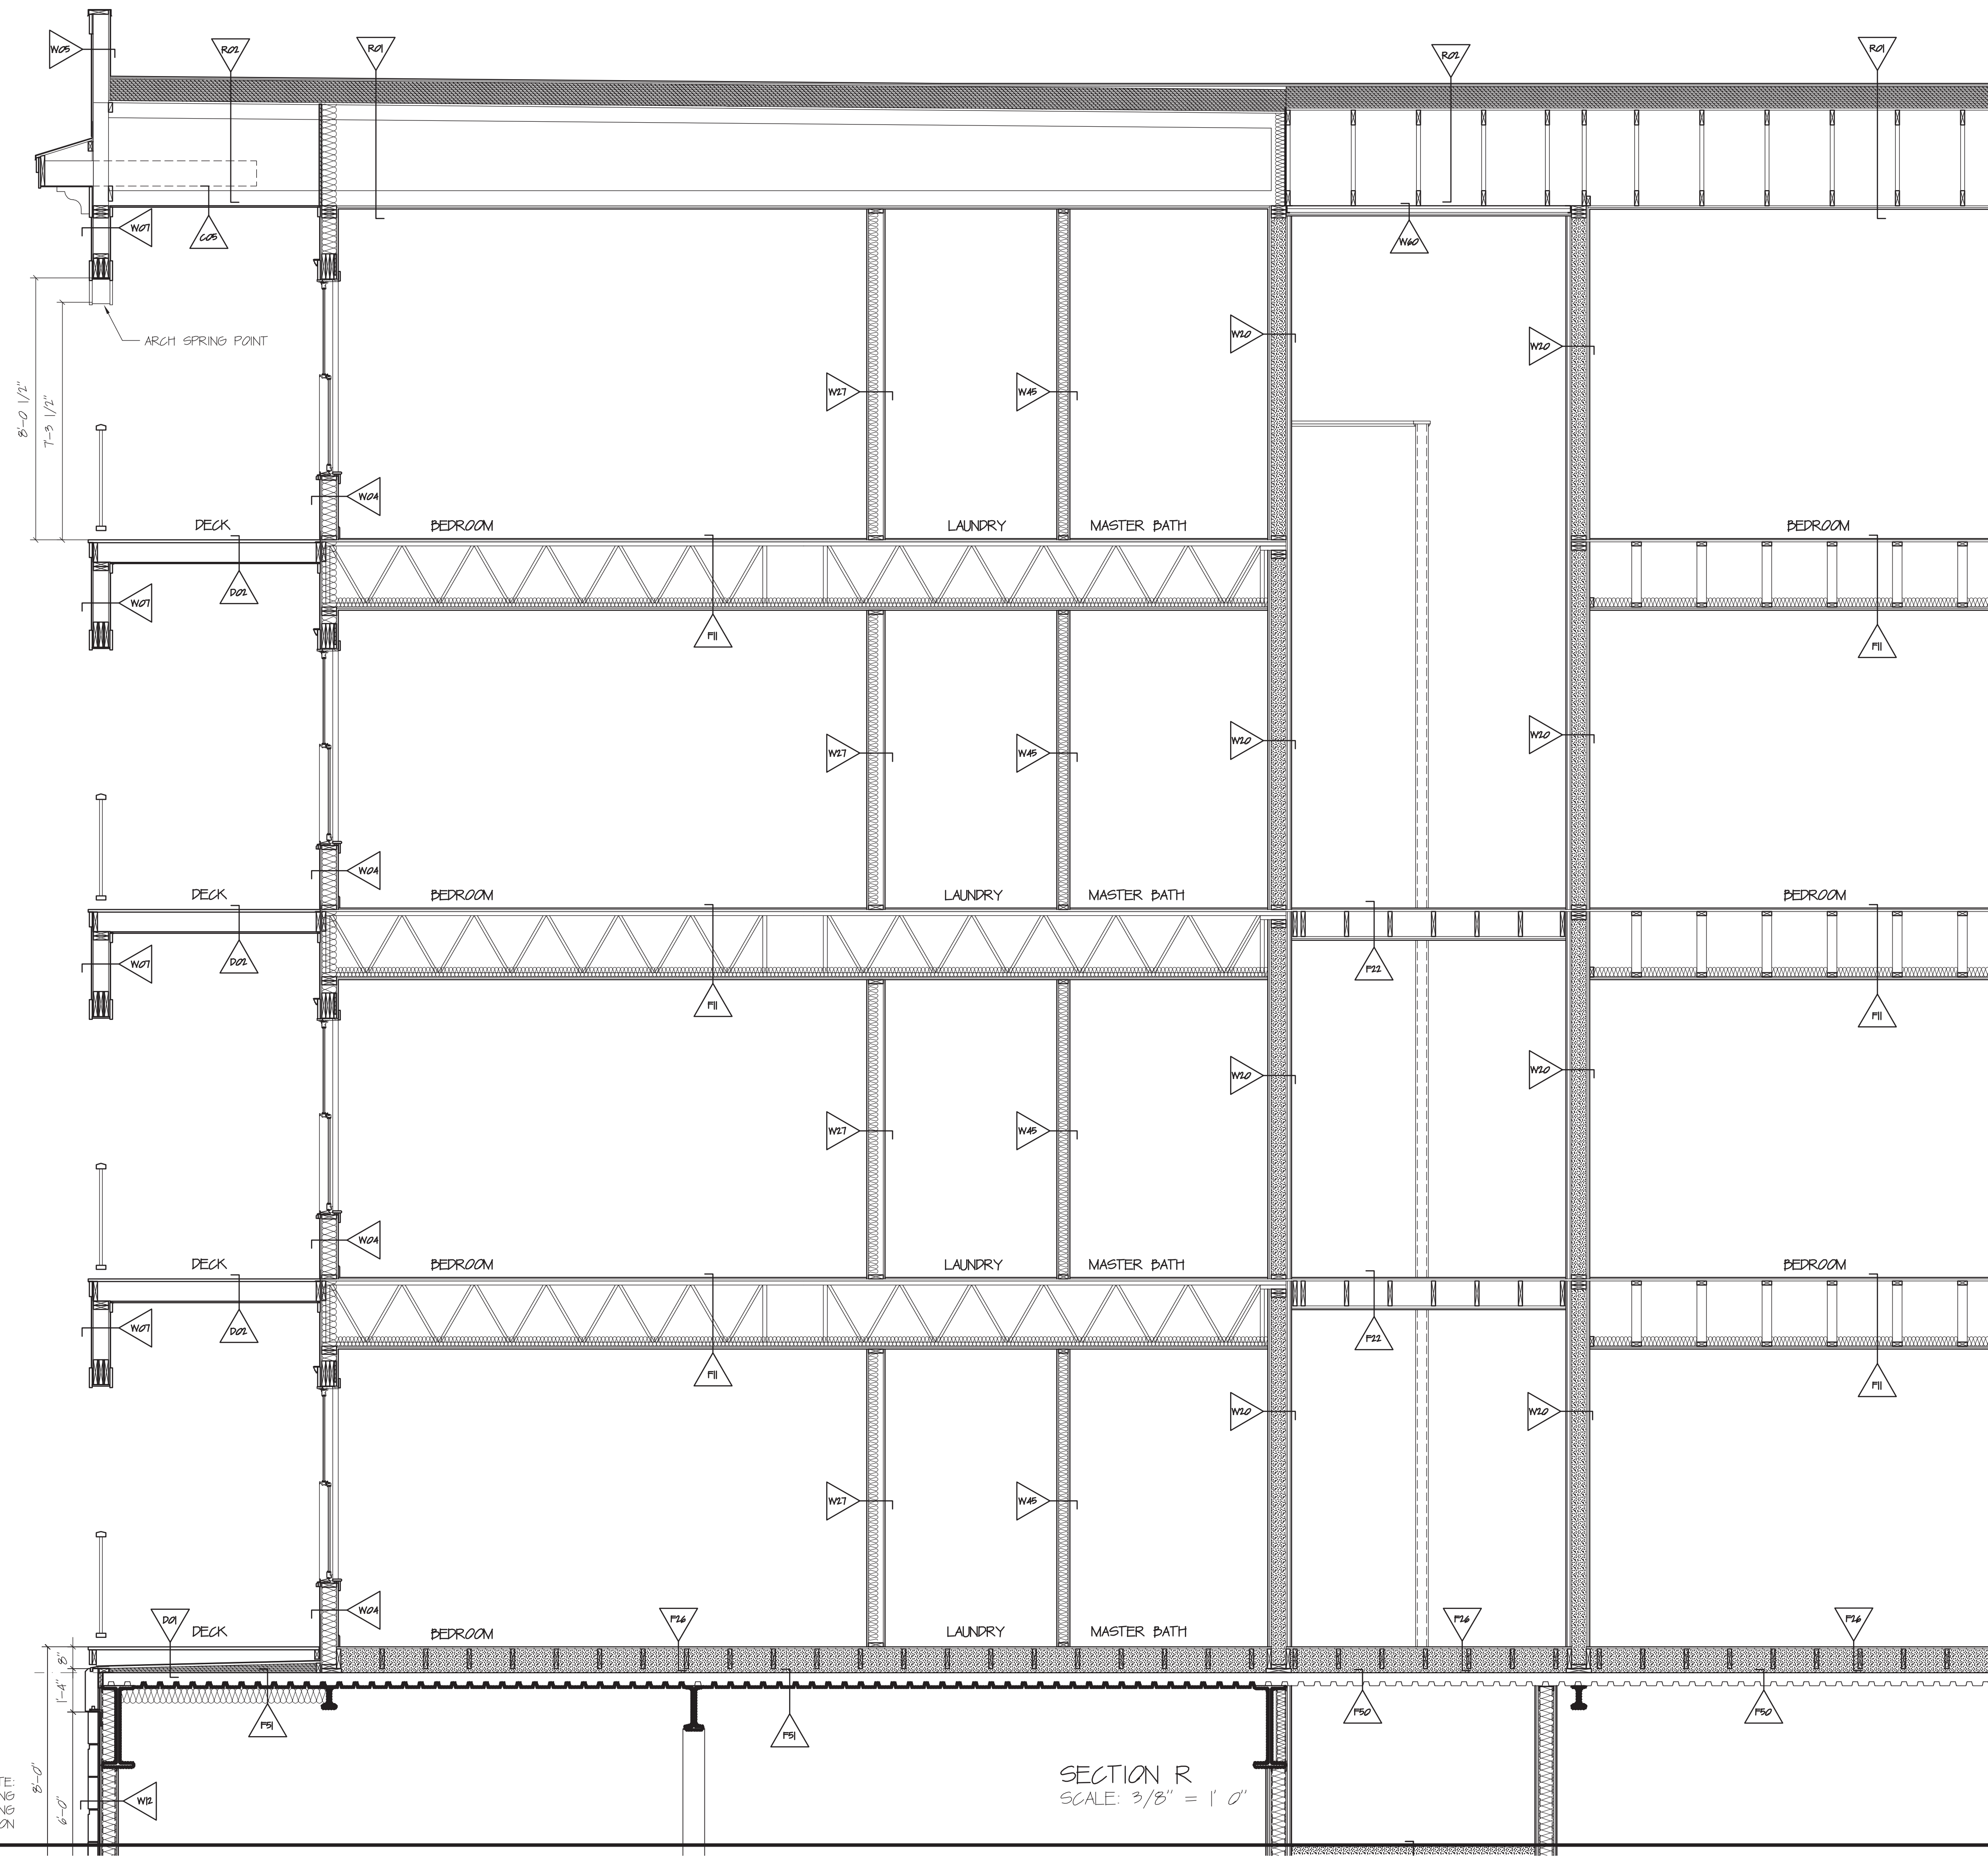 W05
R02
R01
R02
R01
W07
C05
W60
ARCH SPRING POINT
8'-0 1/2"
7'-3 1/2"
W20
W20
W27
W45
W04
DECK
BEDROOM
LAUNDRY
MASTER BATH
BEDROOM
D02
W07
F11
F11
W27
W45
W20
W20
W04
DECK
BEDROOM
LAUNDRY
MASTER BATH
BEDROOM
D02
W07
F11
F22
F11
W20
W20
W27
W45
W04
DECK
BEDROOM
LAUNDRY
MASTER BATH
BEDROOM
D02
W07
F11
F22
F11
W20
W20
W27
W45
W04
D01
DECK
BEDROOM
F26
LAUNDRY
MASTER BATH
F26
F26
8"
1'-4"
F51
F51
F50
F50
8'-0"
6'-0"
W12
SECTION R
SCALE: 3/8" = 1' 0"